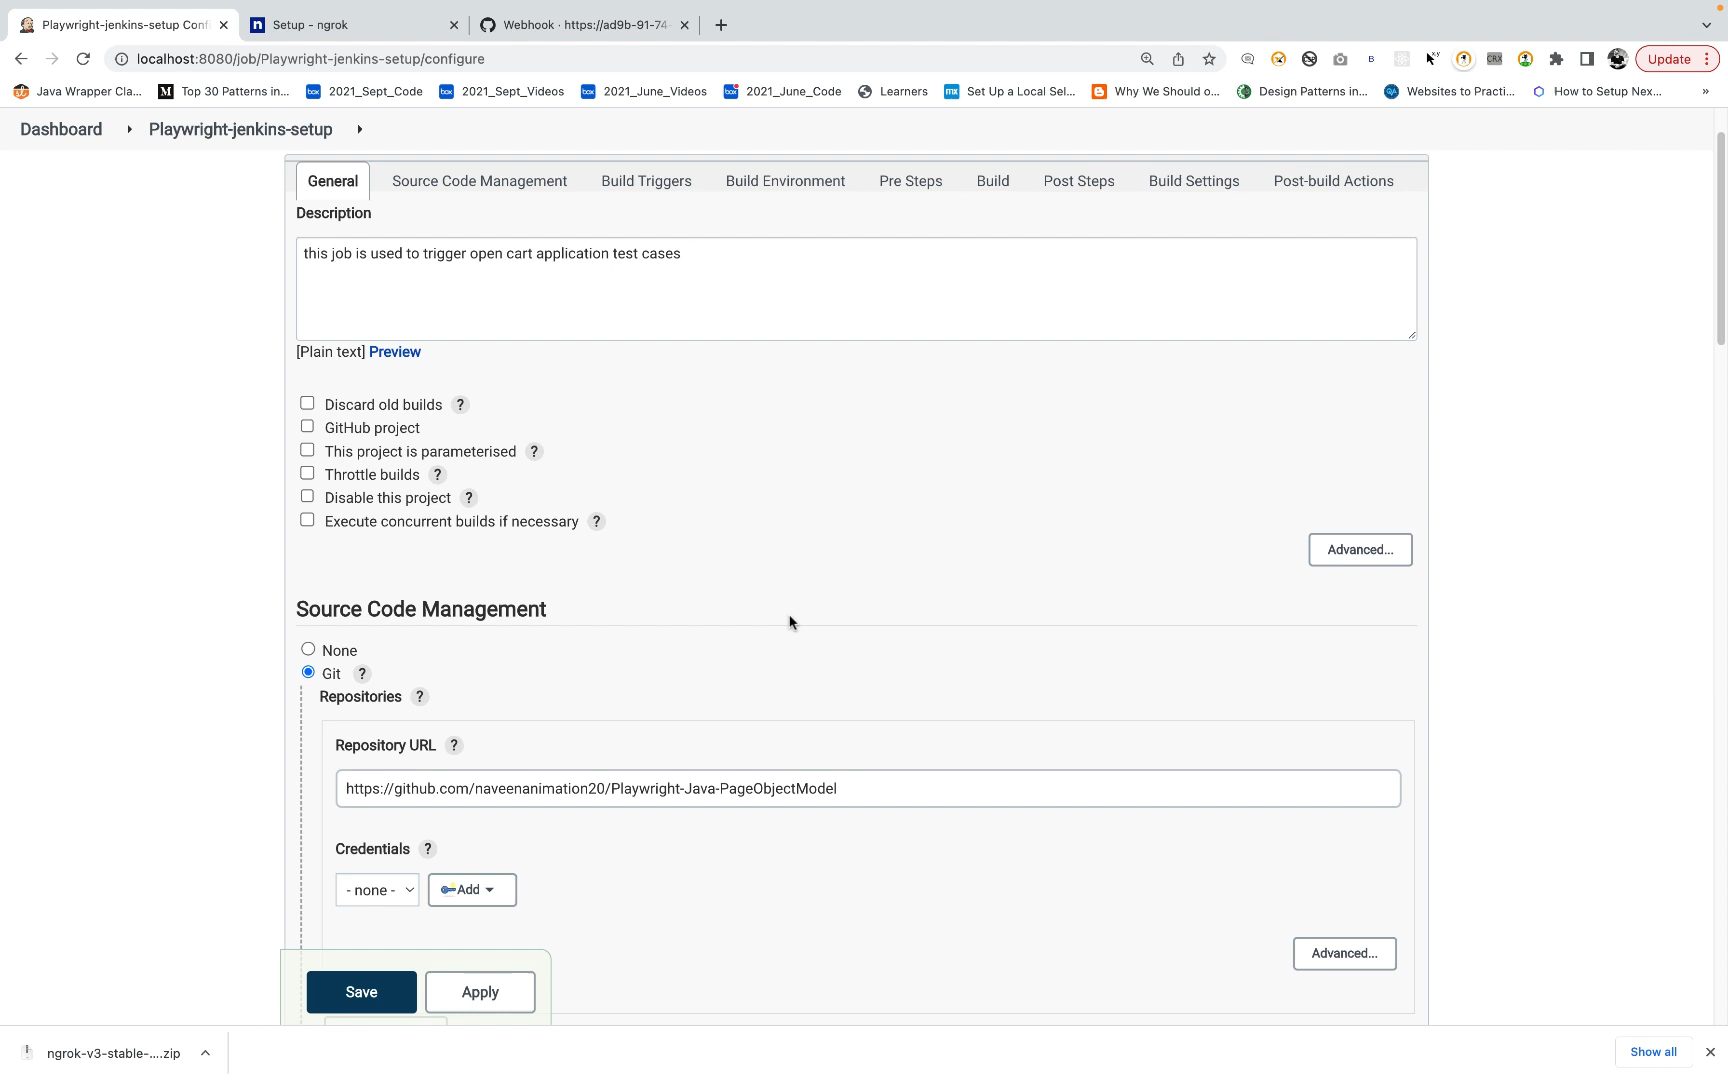 Playwright-jenkins-setup Conf
Setup - ngrok
Webhook · https://ad9b-91-74-
localhost:8080/job/Playwright-jenkins-setup/configure
B
CRX
Update
Java Wrapper Cla...
Top 30 Patterns in...
2021_Sept_Code
2021_Sept_Videos
2021_June_Videos
2021_June_Code
Learners
Set Up a Local Sel...
Why We Should o...
Design Patterns in...
Websites to Practi...
How to Setup Nex...
»
Dashboard
Playwright-jenkins-setup
General
Source Code Management
Build Triggers
Build Environment
Pre Steps
Build
Post Steps
Build Settings
Post-build Actions
Description
this job is used to trigger open cart application test cases
[Plain text] Preview
Discard old builds ?
GitHub project
This project is parameterised ?
Throttle builds ?
Disable this project ?
Execute concurrent builds if necessary ?
Advanced...
Source Code Management
None
Git ?
Repositories ?
Repository URL ?
https://github.com/naveenanimation20/Playwright-Java-PageObjectModel
Credentials ?
- none -
Add
Advanced...
Save
Apply
ngrok-v3-stable-....zip
Show all